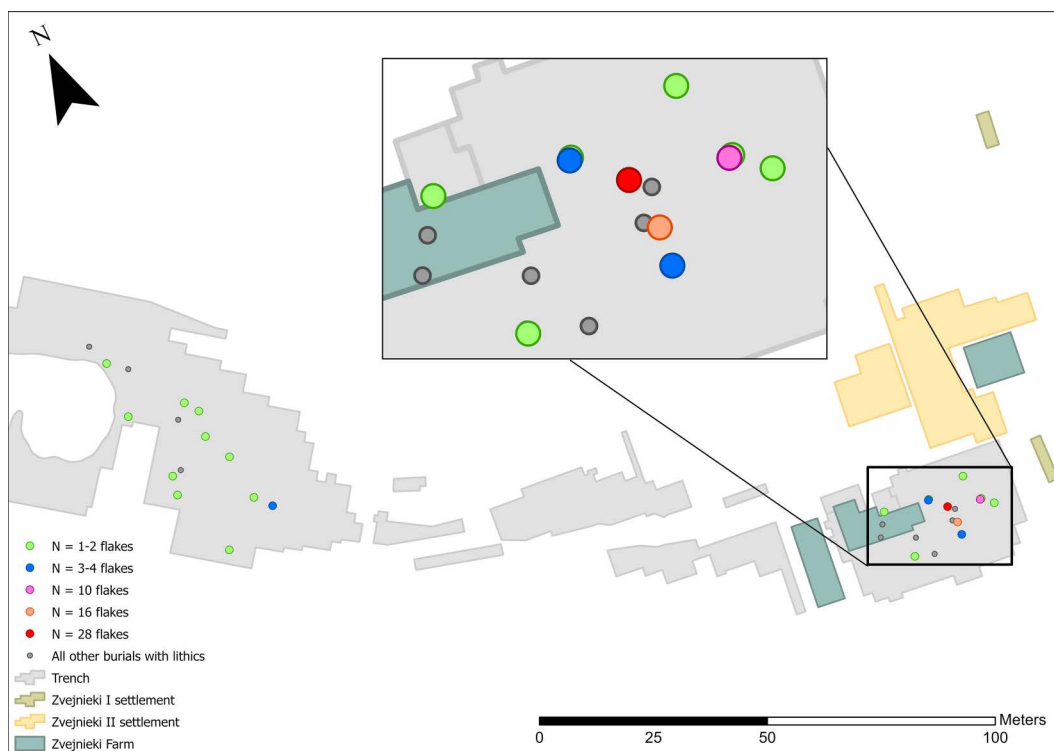 N
N = 1-2 flakes
N = 3-4 flakes
N = 10 flakes
N = 16 flakes
N = 28 flakes
All other burials with lithics
Trench
Zvejnieki I settlement
Zvejnieki II settlement
Zvejnieki Farm
Meters
0 25 50 100